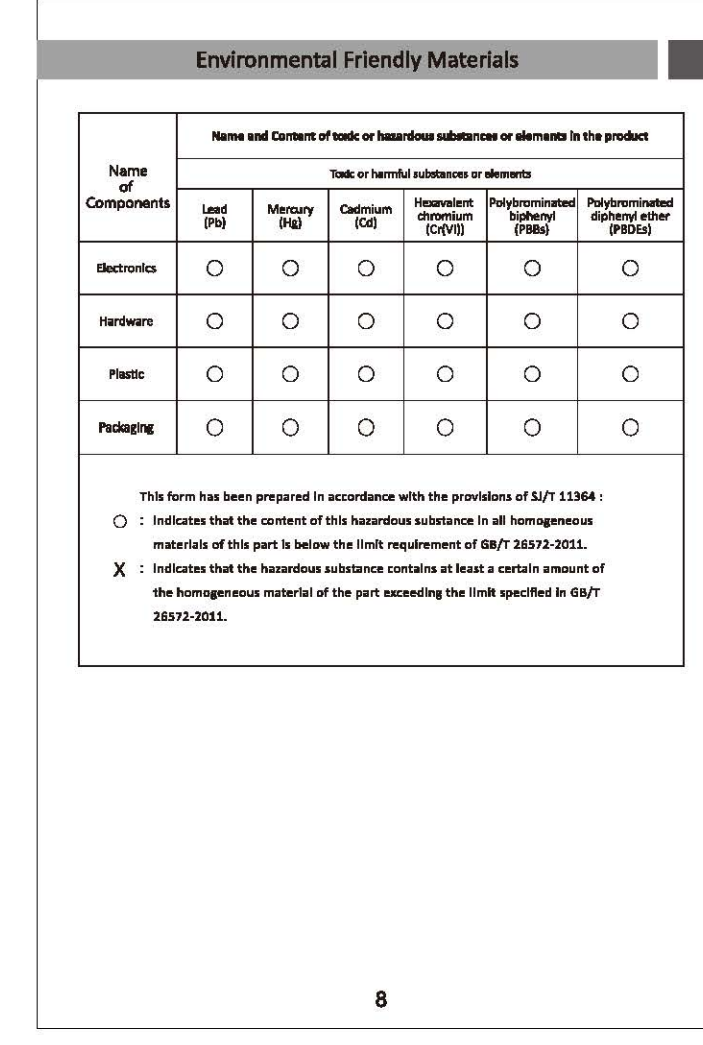 Environmental Friendly Materials
Name and Content of toxic or hazardous substances or elements in the product
Name
of
Components
Toxic or harmful substances or elements
Lead
(Pb)
Mercury
(Hg)
Cadmium
(Cd)
Hexavalent
chromium
(Cr(VI))
Polybrominated
biphenyl
(PBBs)
Polybrominated
diphenyl ether
(PBDEs)
Electronics ○ ○ ○ ○ ○ ○
Hardware ○ ○ ○ ○ ○ ○
Plastic ○ ○ ○ ○ ○ ○
Packaging ○ ○ ○ ○ ○ ○
This form has been prepared in accordance with the provisions of SJ/T 11364 :
○ : Indicates that the content of this hazardous substance in all homogeneous
materials of this part is below the limit requirement of GB/T 26572-2011.
X : Indicates that the hazardous substance contains at least a certain amount of
the homogeneous material of the part exceeding the limit specified in GB/T
26572-2011.
8